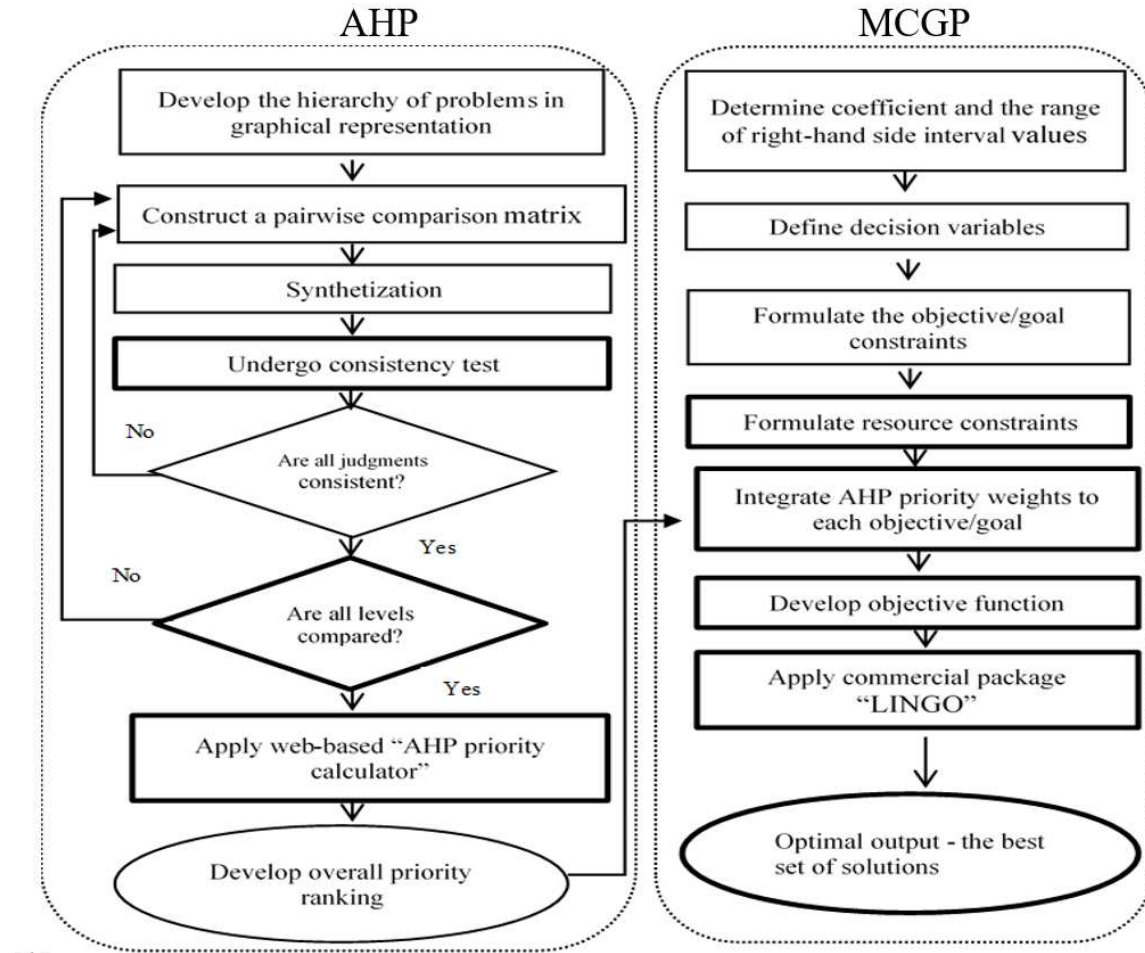 AHP
Develop the hierarchy of problems in
graphical representation
Construct a pairwise comparison matrix
Synthetization
Undergo consistency test
No
Are all judgments
consistent?
Yes
No
Are all levels
compared?
Yes
Apply web-based “AHP priority
calculator”
Develop overall priority
ranking
MCGP
Determine coefficient and the range
of right-hand side interval values
Define decision variables
Formulate the objective/goal
constraints
Formulate resource constraints
Integrate AHP priority weights to
each objective/goal
Develop objective function
Apply commercial package
“LINGO”
Optimal output - the best
set of solutions